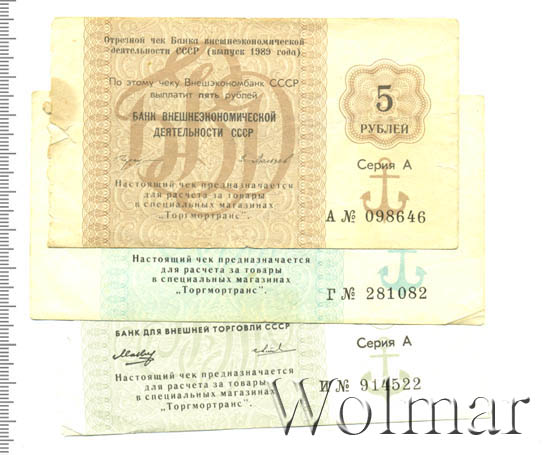 Отрезной чек Банка внешнеэкономической
деятельности СССР (выпуск 1989 года)
По этому чеку Внешэкономбанк СССР
выплатит пять рублей
БАНК ВНЕШНЕЭКОНОМИЧЕСКОЙ
ДЕЯТЕЛЬНОСТИ СССР
5
РУБЛЕЙ
Серия А
Настоящий чек предназначается
для расчета за товары
в специальных магазинах
„Торгмортранс".
А № 098646
Настоящий чек предназначается
для расчета за товары
в специальных магазинах
„Торгмортранс".
Г № 281082
БАНК ДЛЯ ВНЕШНЕЙ ТОРГОВЛИ СССР
Серия А
Настоящий чек предназначается
для расчета за товары
в специальных магазинах
„Торгмортранс".
И № 914522
Wolmar